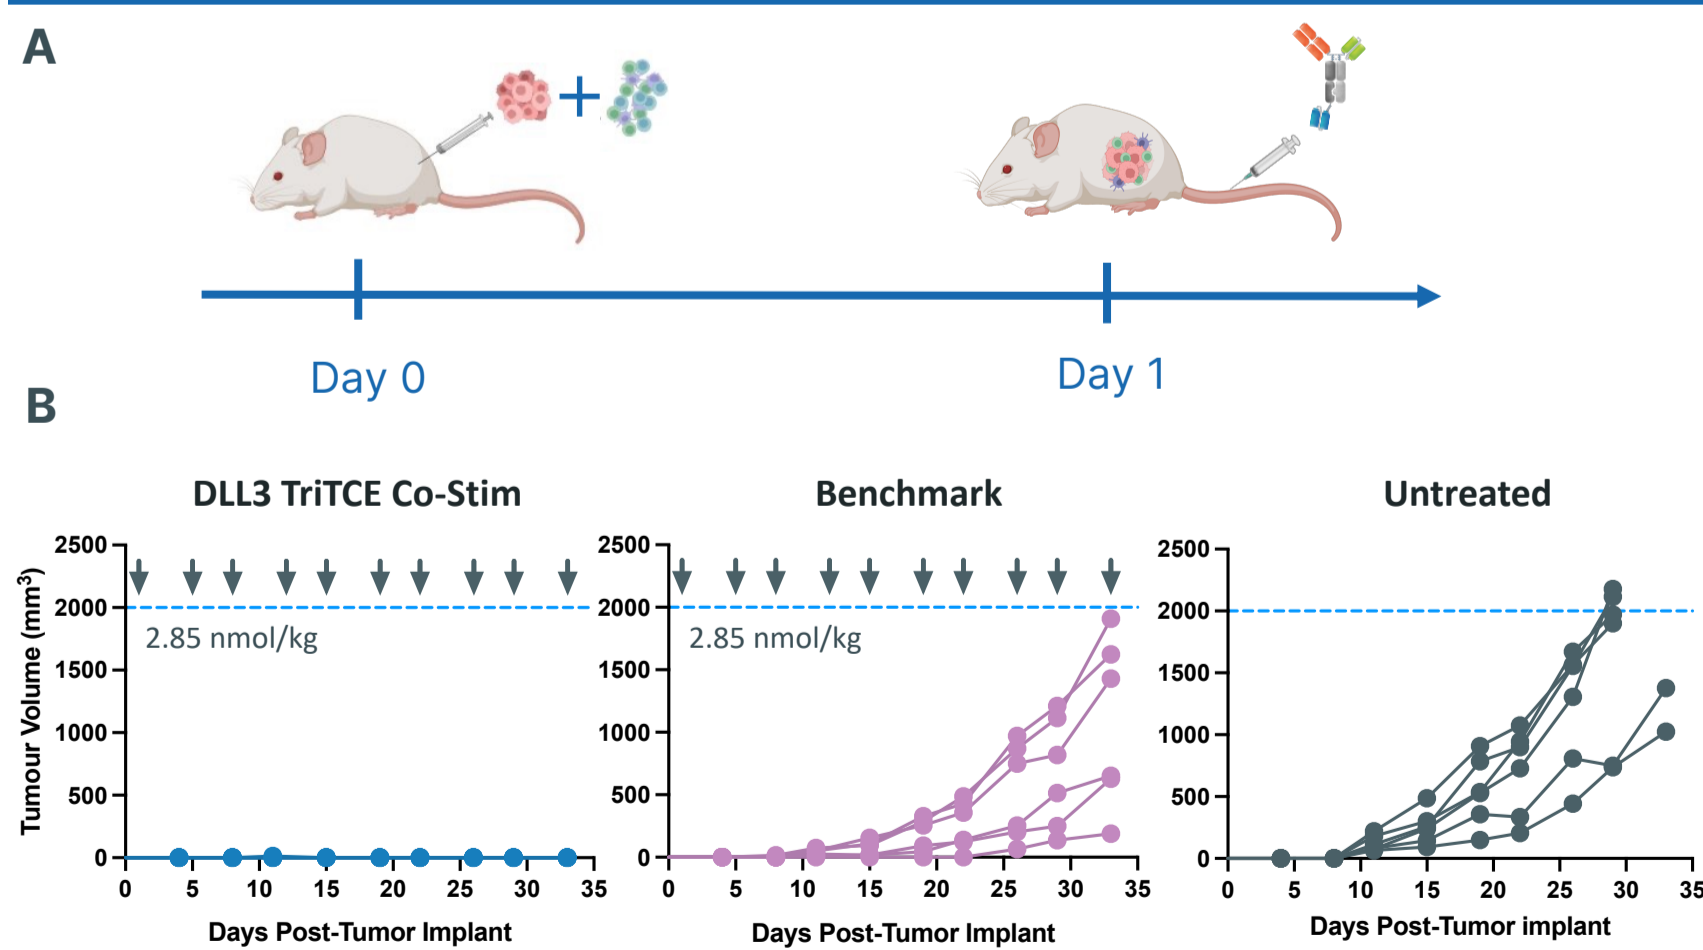 A
Day 0
Day 1
B
DLL3 TriTCE Co-Stim
Benchmark
Untreated
Tumour Volume (mm³)
2500
2000
1500
1000
500
0
2.85 nmol/kg
0 5 10 15 20 25 30 35
Days Post-Tumor Implant
2500
2000
1500
1000
500
0
2.85 nmol/kg
0 5 10 15 20 25 30 35
Days Post-Tumor Implant
2500
2000
1500
1000
500
0
0 5 10 15 20 25 30 35
Days Post-Tumor implant